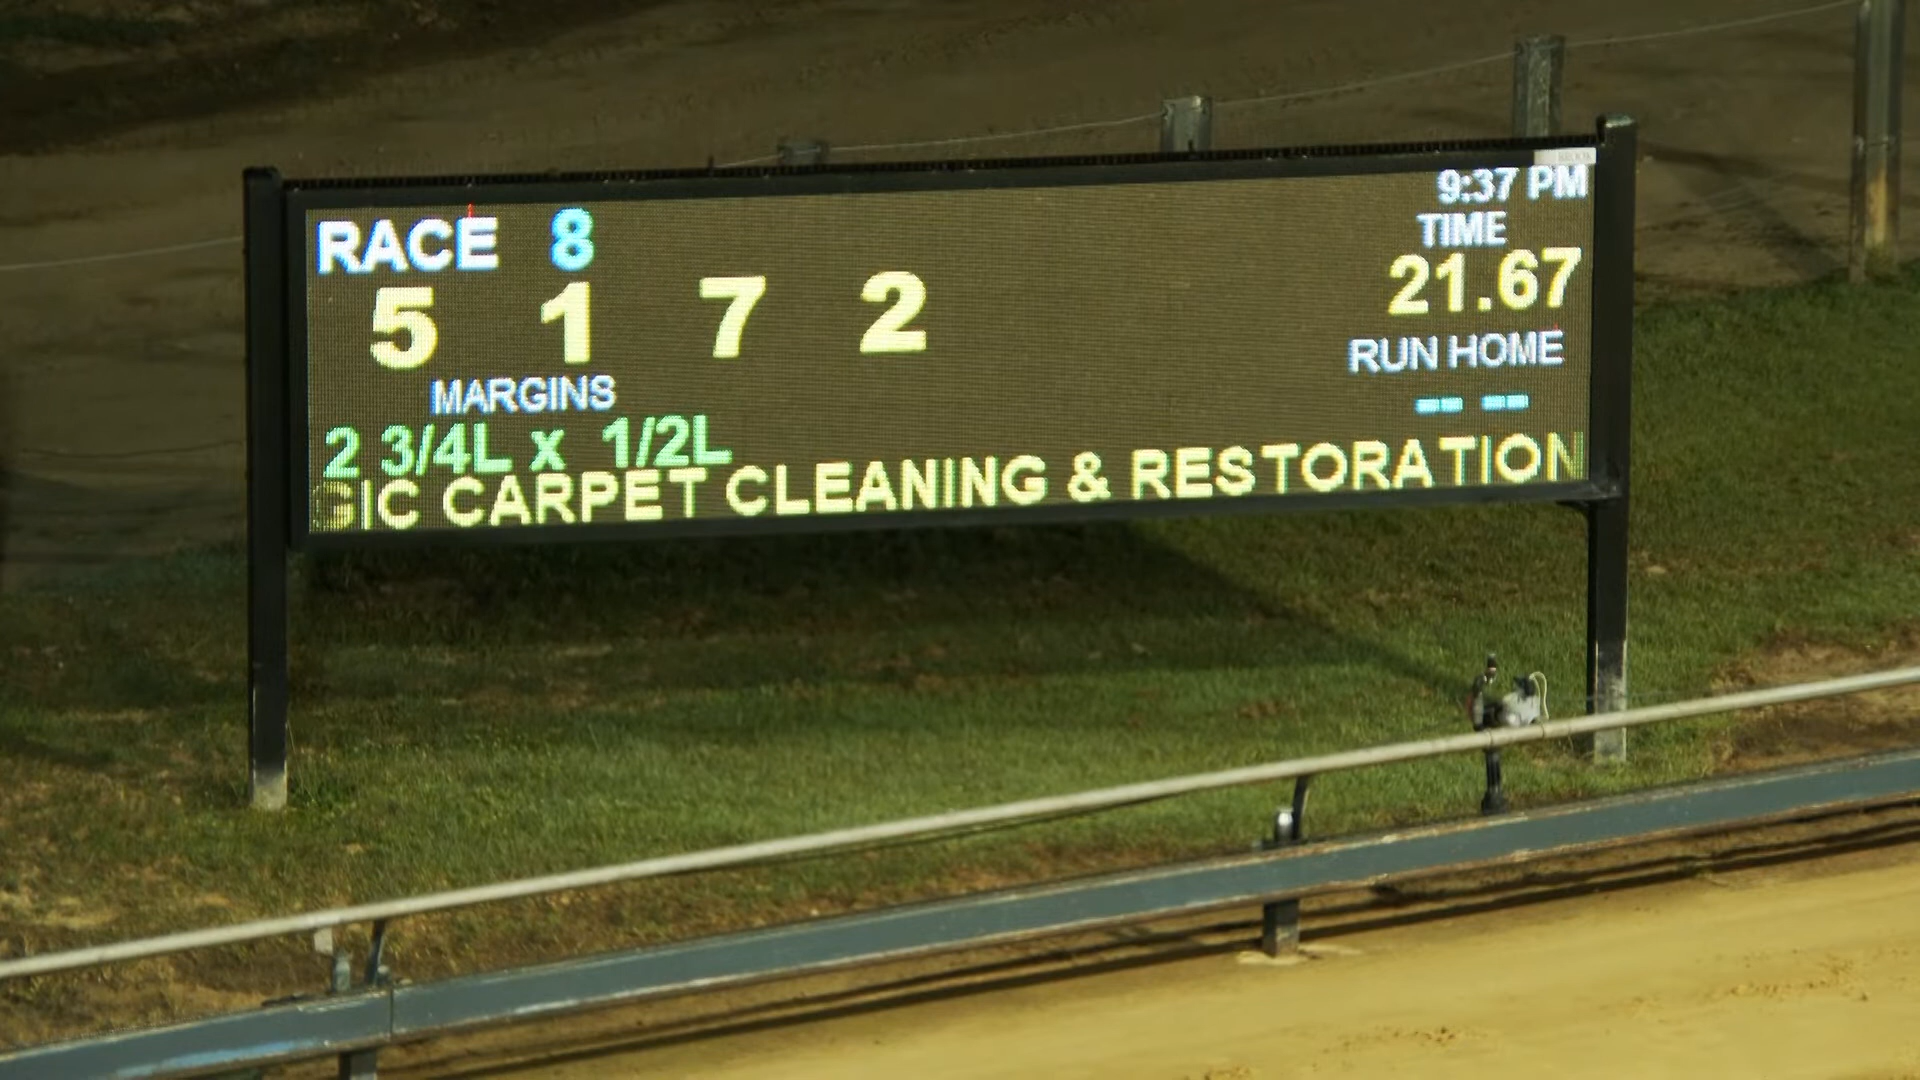 9:37 PM
RACE 8
TIME
21.67
5 1 7 2
RUN HOME
MARGINS
-- --
2 3/4L x 1/2L
GIC CARPET CLEANING & RESTORATION